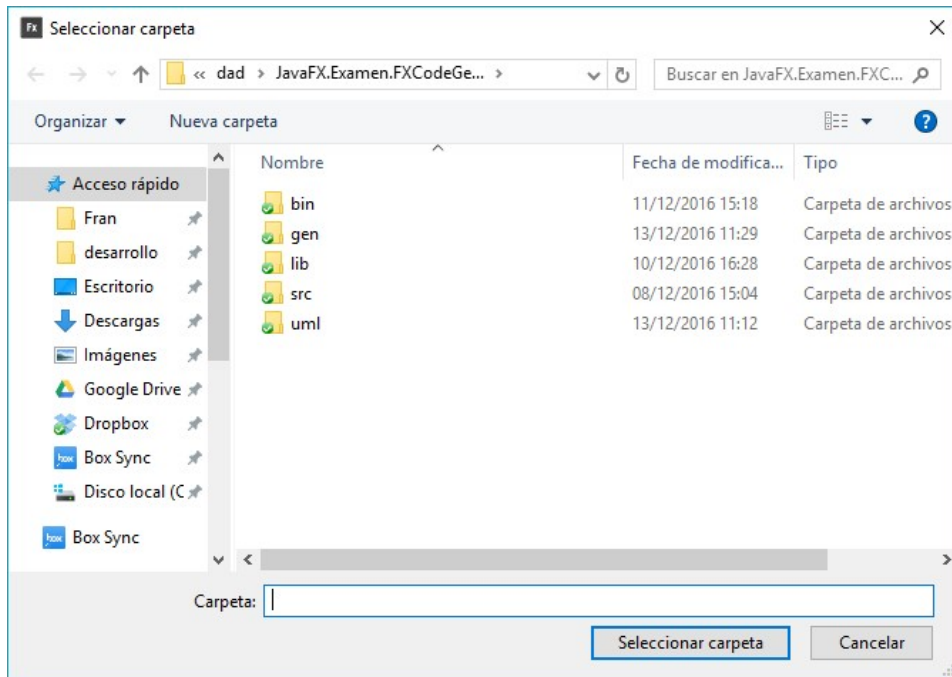 Fx Seleccionar carpeta
« dad › JavaFX.Examen.FXCodeGe... › Buscar en JavaFX.Examen.FXC...
Organizar Nueva carpeta ?
Nombre Fecha de modifica... Tipo
Acceso rápido
Fran
desarrollo
Escritorio
Descargas
Imágenes
Google Drive
Dropbox
box Box Sync
Disco local (C
box Box Sync
bin 11/12/2016 15:18 Carpeta de archivos
gen 13/12/2016 11:29 Carpeta de archivos
lib 10/12/2016 16:28 Carpeta de archivos
src 08/12/2016 15:04 Carpeta de archivos
uml 13/12/2016 11:12 Carpeta de archivos
Carpeta:
Seleccionar carpeta Cancelar